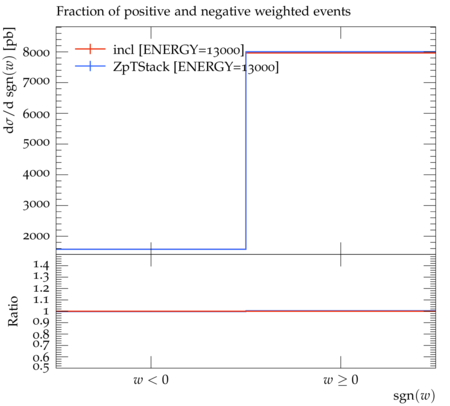 Fraction of positive and negative weighted events
dσ/d sgn(w) [pb]
8000
7000
6000
5000
4000
3000
2000
incl [ENERGY=13000]
ZpTStack [ENERGY=13000]
Ratio
1.4
1.3
1.2
1.1
1
0.9
0.8
0.7
0.6
0.5
w < 0
w ≥ 0
sgn(w)